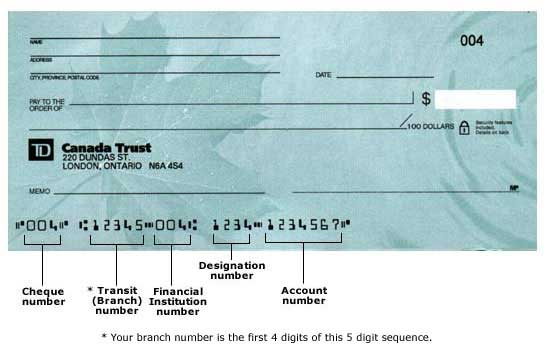 004
NAME
ADDRESS
CITY, PROVINCE, POSTAL CODE
DATE
PAY TO THE
ORDER OF
$
/100 DOLLARS
Security features
included.
Details on back.
TD Canada Trust
220 DUNDAS ST.
LONDON, ONTARIO N6A 4S4
MEMO
MP
⑈004⑈ ⑆12345⑉004⑆ 1234⑉1234567⑈
Cheque
number
* Transit
(Branch)
number
Financial
Institution
number
Designation
number
Account
number
* Your branch number is the first 4 digits of this 5 digit sequence.